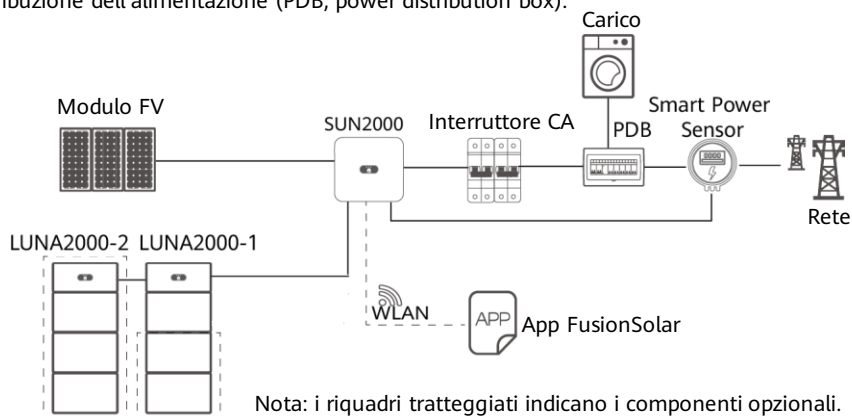 ribuzione dell'alimentazione (PDB, power distribution box).
Carico
Modulo FV
SUN2000
Interruttore CA
PDB
Smart Power
Sensor
Rete
LUNA2000-2 LUNA2000-1
WLAN
APP
App FusionSolar
Nota: i riquadri tratteggiati indicano i componenti opzionali.